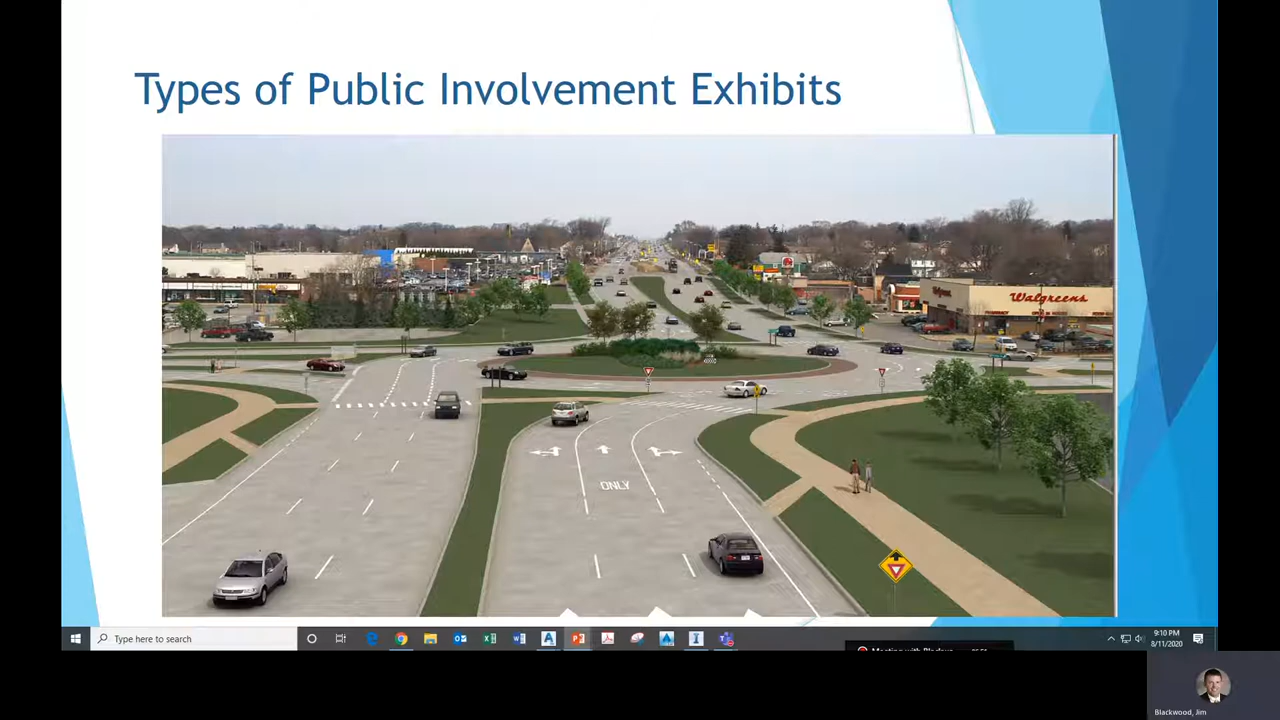 Types of Public Involvement Exhibits
Walgreens
ONLY
Type here to search
9:10 PM
8/11/2020
Blackwood, Jim